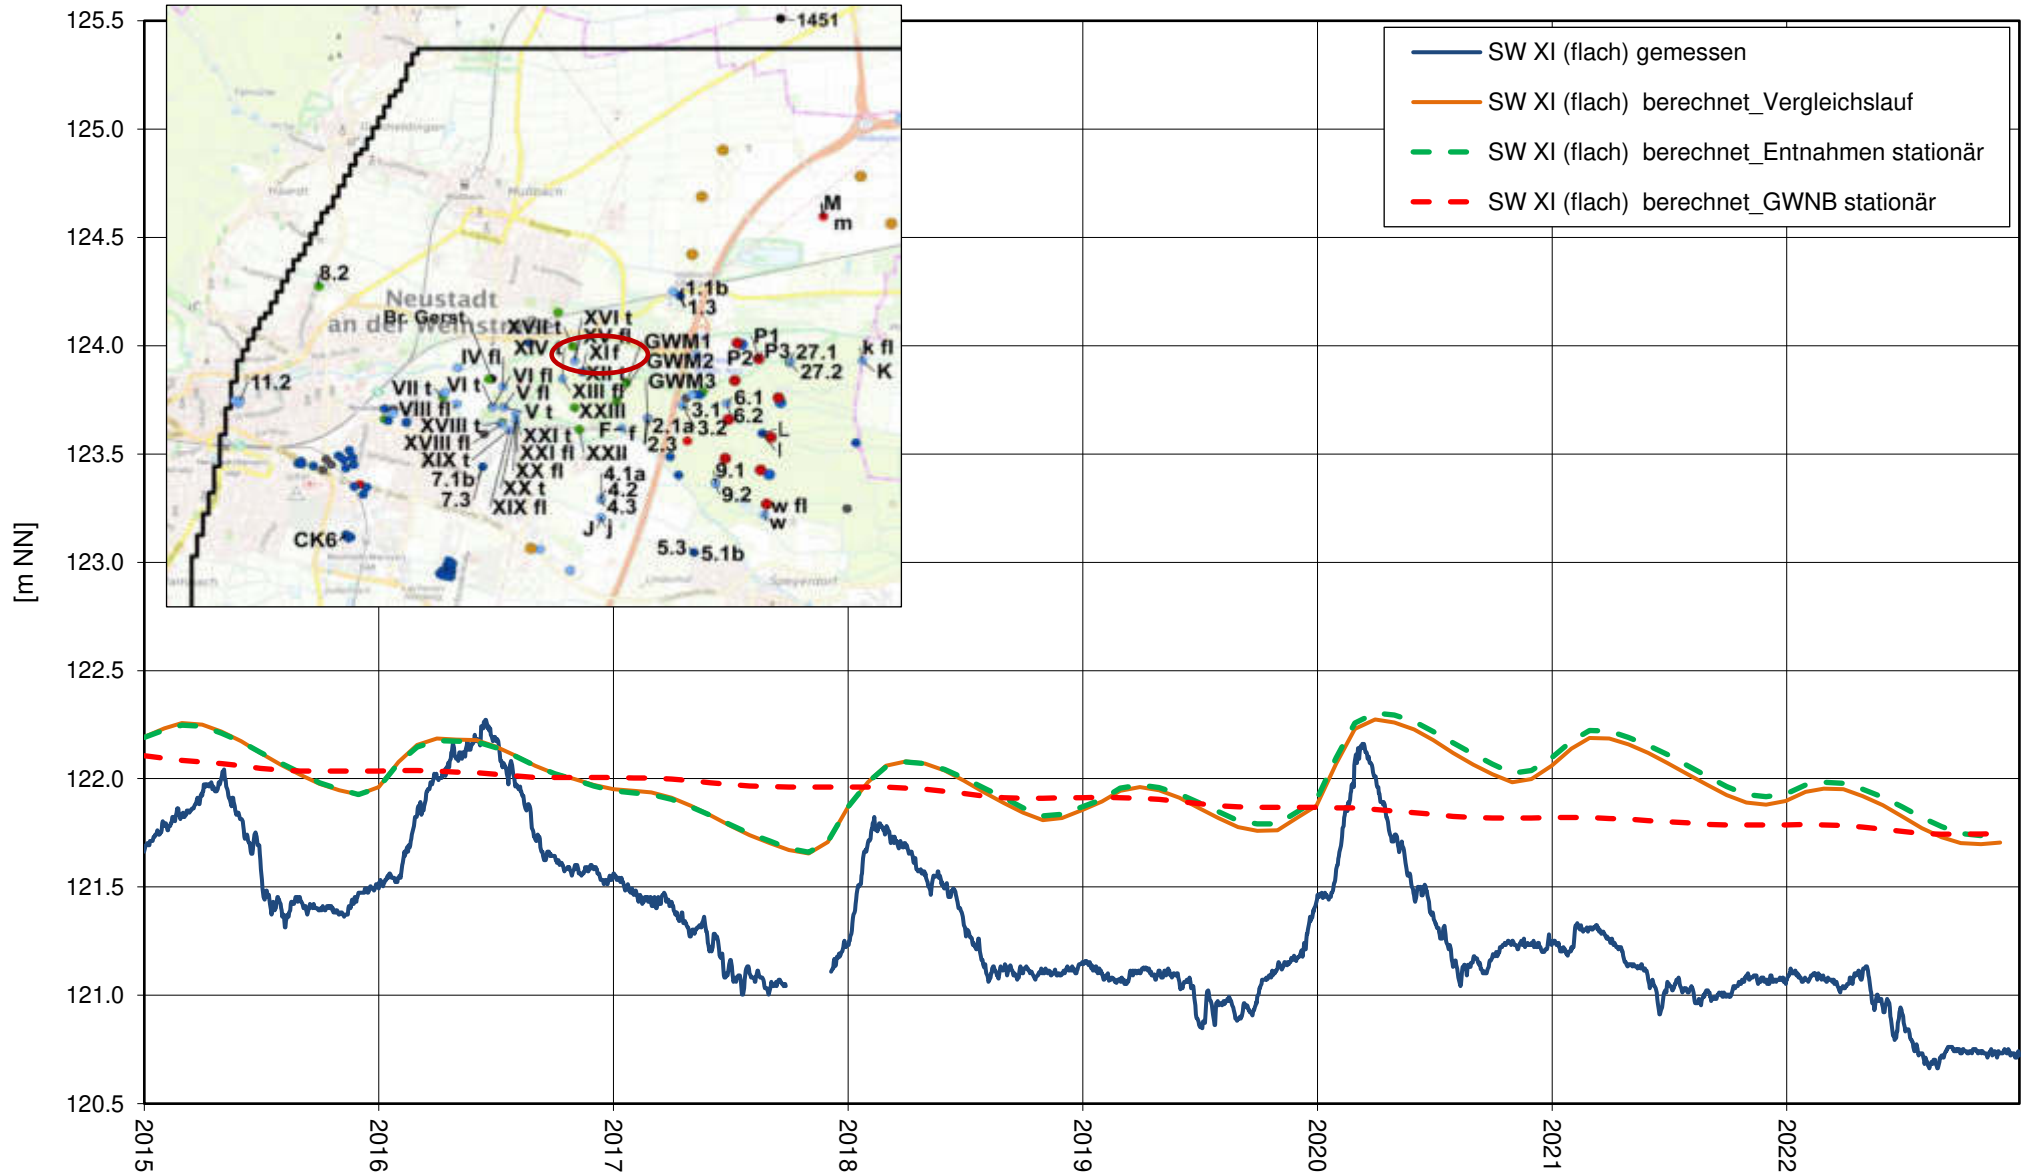 125.5
125.0
124.5
124.0
123.5
123.0
122.5
122.0
121.5
121.0
120.5
[m NN]
SW XI (flach) gemessen
SW XI (flach)  berechnet_Vergleichslauf
SW XI (flach)  berechnet_Entnahmen stationär
SW XI (flach)  berechnet_GWNB stationär
1451
M
m
8.2
Neustadt
an der Weinstraße
Br. Gerst
1.1b
1.3
XVI t
XVII t
XV fl
XIV
XI f
GWM1
GWM2
GWM3
P1
P2
P3
27.1
27.2
k fl
K
IV fl
VI fl
XII t
11.2
VII t
VI t
V fl
XIII fl
VIII fl
V t
XXIII
3.1
6.1
6.2
XVIII t
F
f
2.1a
3.2
L
l
XVIII fl
XXI t
2.3
XIX t
XXI fl
XXII
7.1b
XX fl
4.1a
9.1
7.3
XX t
4.2
9.2
XIX fl
4.3
w fl
w
J
j
CK6
5.3
5.1b
Mußbach
Speyerdorf
2015
2016
2017
2018
2019
2020
2021
2022